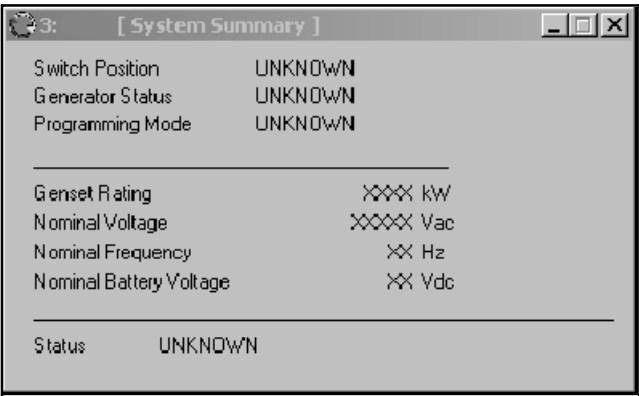 3: [ System Summary ]
Switch Position UNKNOWN
Generator Status UNKNOWN
Programming Mode UNKNOWN
Genset Rating XXXX kW
Nominal Voltage XXXXX Vac
Nominal Frequency XX Hz
Nominal Battery Voltage XX Vdc
Status UNKNOWN